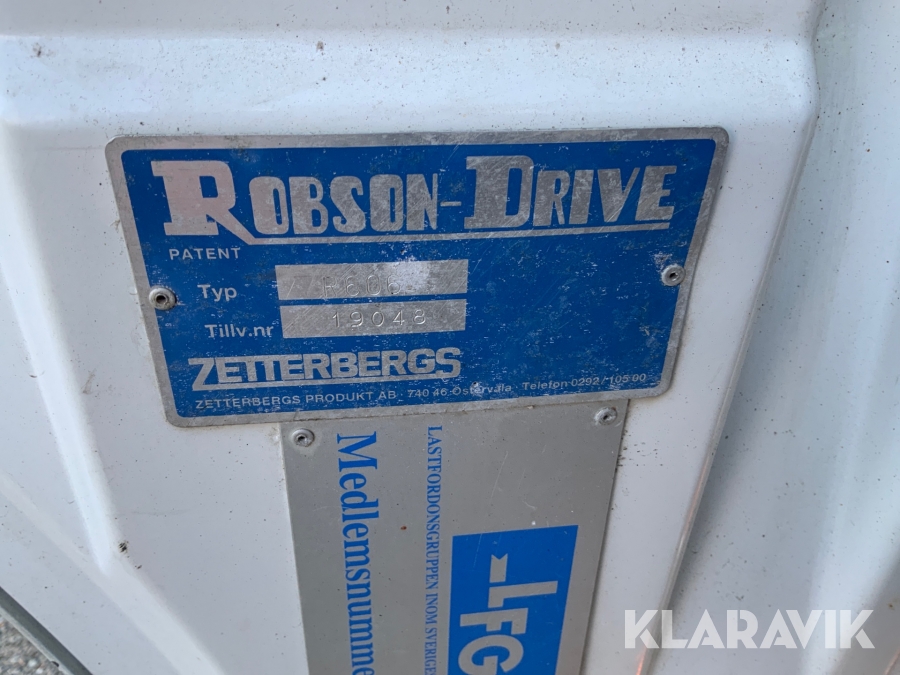 ROBSON-DRIVE
PATENT
Typ
Tillv.nr 19048
ZETTERBERGS
ZETTERBERGS PRODUKT AB 740 46 Östervåla Telefon 0292/105 00
LASTFORDONSGRUPPEN INOM SVERIGE
Medlemsnumme
LFG
KLARAVIK